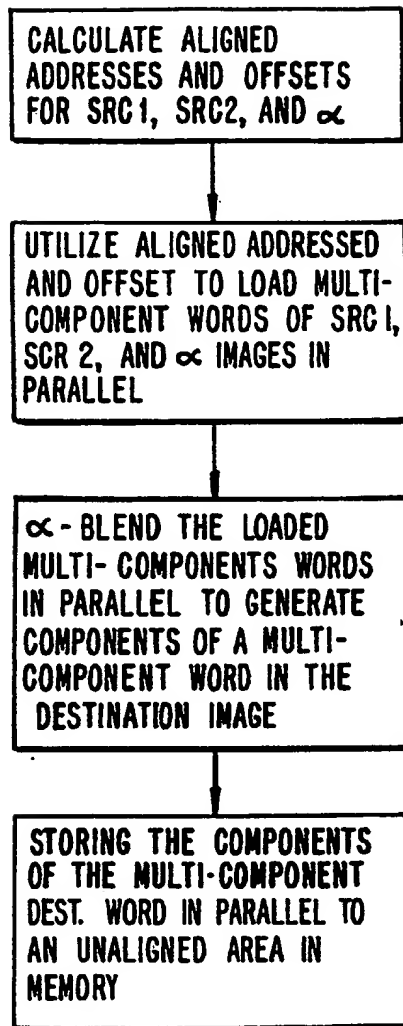 CALCULATE ALIGNED
ADDRESSES AND OFFSETS
FOR SRC1, SRC2, AND ∝
UTILIZE ALIGNED ADDRESSED
AND OFFSET TO LOAD MULTI-
COMPONENT WORDS OF SRC1,
SCR 2, AND ∝ IMAGES IN
PARALLEL
∝-BLEND THE LOADED
MULTI-COMPONENTS WORDS
IN PARALLEL TO GENERATE
COMPONENTS OF A MULTI-
COMPONENT WORD IN THE
DESTINATION IMAGE
STORING THE COMPONENTS
OF THE MULTI-COMPONENT
DEST. WORD IN PARALLEL TO
AN UNALIGNED AREA IN
MEMORY